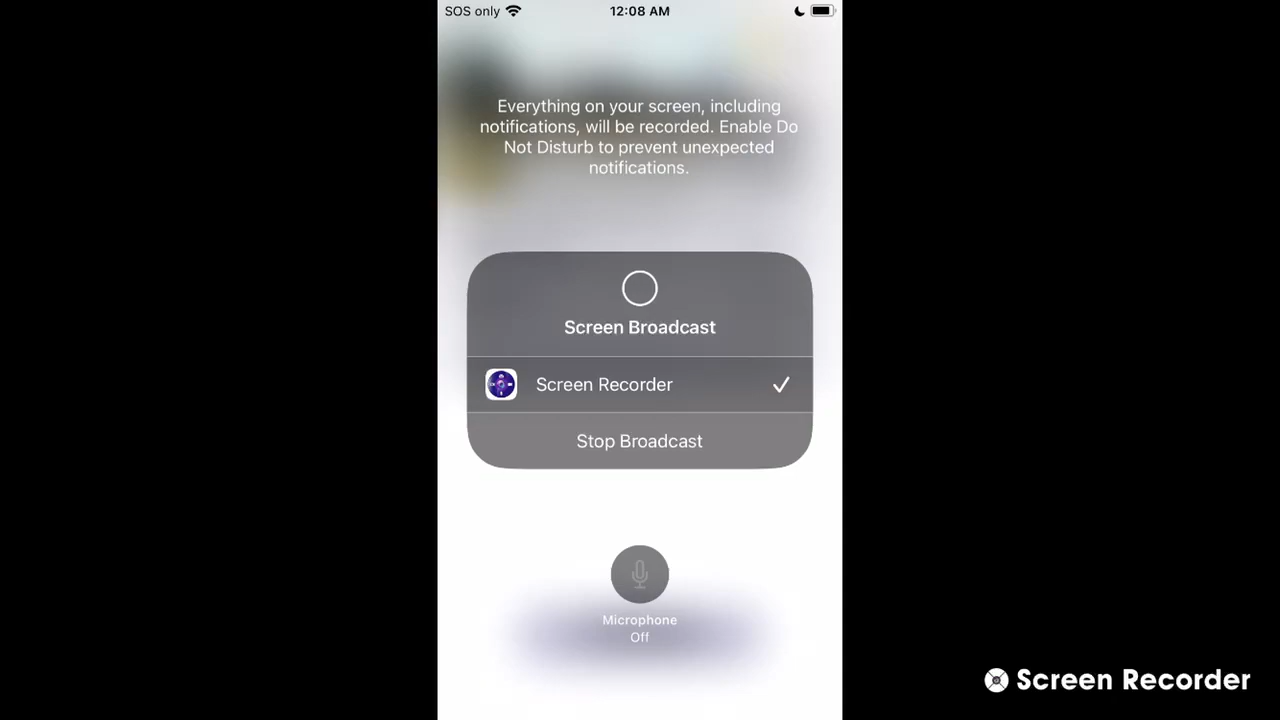 SOS only
12:08 AM
Everything on your screen, including
notifications, will be recorded. Enable Do
Not Disturb to prevent unexpected
notifications.
Screen Broadcast
Screen Recorder
Stop Broadcast
Microphone
Off
Screen Recorder